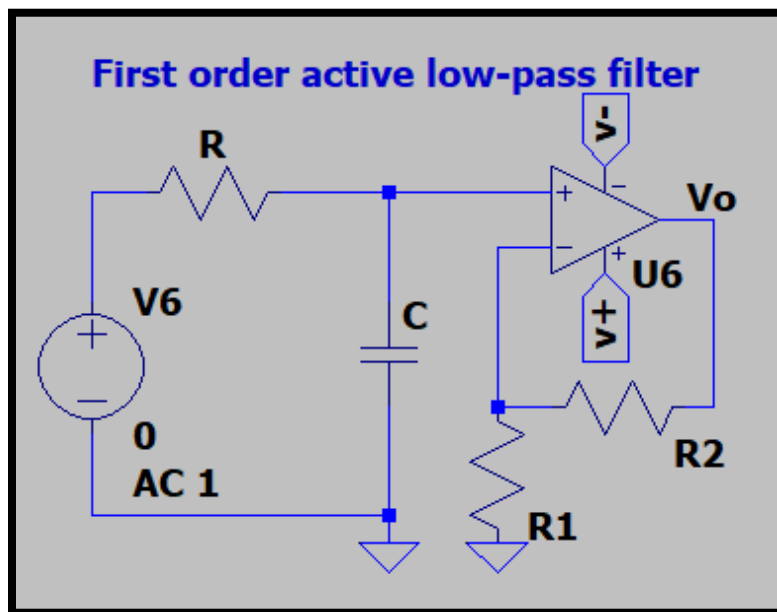 First order active low-pass filter
R
V-
+
−
−
Vo
+
U6
V+
V6
+
−
0
AC 1
C
R2
R1